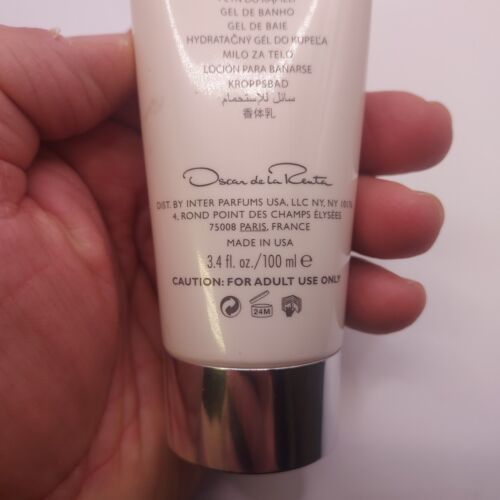 GEL DE BANHO
GEL DE BAIE
HYDRATAČNÝ GÉL DO KÚPEĽA
MILO ZA TELO
LOCIÓN PARA BAÑARSE
KROPPSBAD
سائل للاستحمام
香体乳
Oscar de la Renta
DIST. BY INTER PARFUMS USA, LLC NY, NY 10176
4, ROND POINT DES CHAMPS ÉLYSÉES
75008 PARIS, FRANCE
MADE IN USA
3.4 fl. oz./100 ml ℮
CAUTION: FOR ADULT USE ONLY
24M